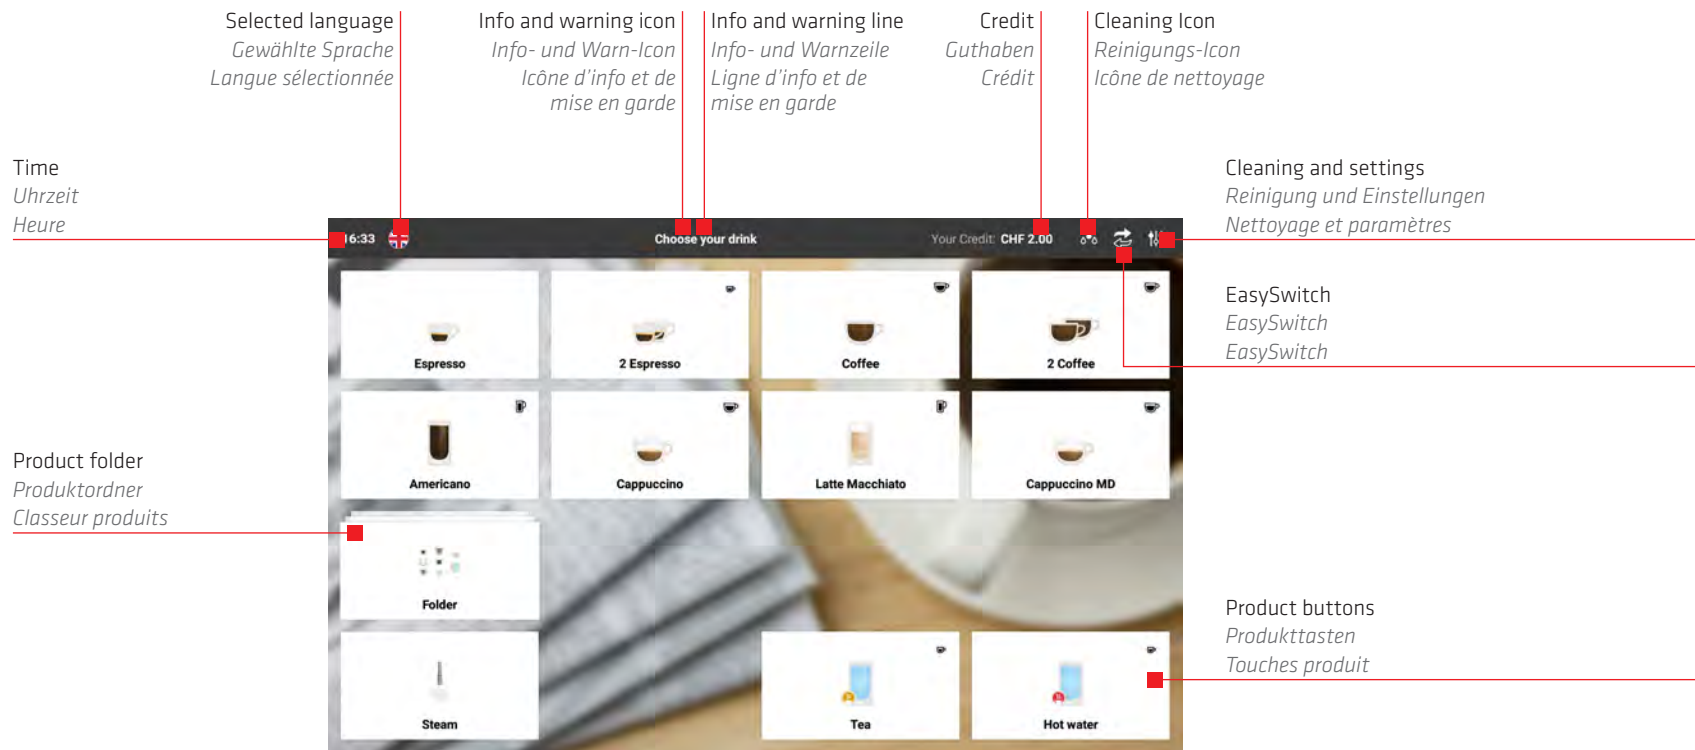 Selected language
Gewählte Sprache
Langue sélectionnée
Info and warning icon
Info- und Warn-Icon
Icône d'info et de
mise en garde
Info and warning line
Info- und Warnzeile
Ligne d'info et de
mise en garde
Credit
Guthaben
Crédit
Cleaning Icon
Reinigungs-Icon
Icône de nettoyage
Time
Uhrzeit
Heure
Cleaning and settings
Reinigung und Einstellungen
Nettoyage et paramètres
16:33
Choose your drink
Your Credit: CHF 2.00
EasySwitch
EasySwitch
EasySwitch
Espresso
2 Espresso
Coffee
2 Coffee
Americano
Cappuccino
Latte Macchiato
Cappuccino MD
Product folder
Produktordner
Classeur produits
Folder
Product buttons
Produkttasten
Touches produit
Steam
Tea
Hot water